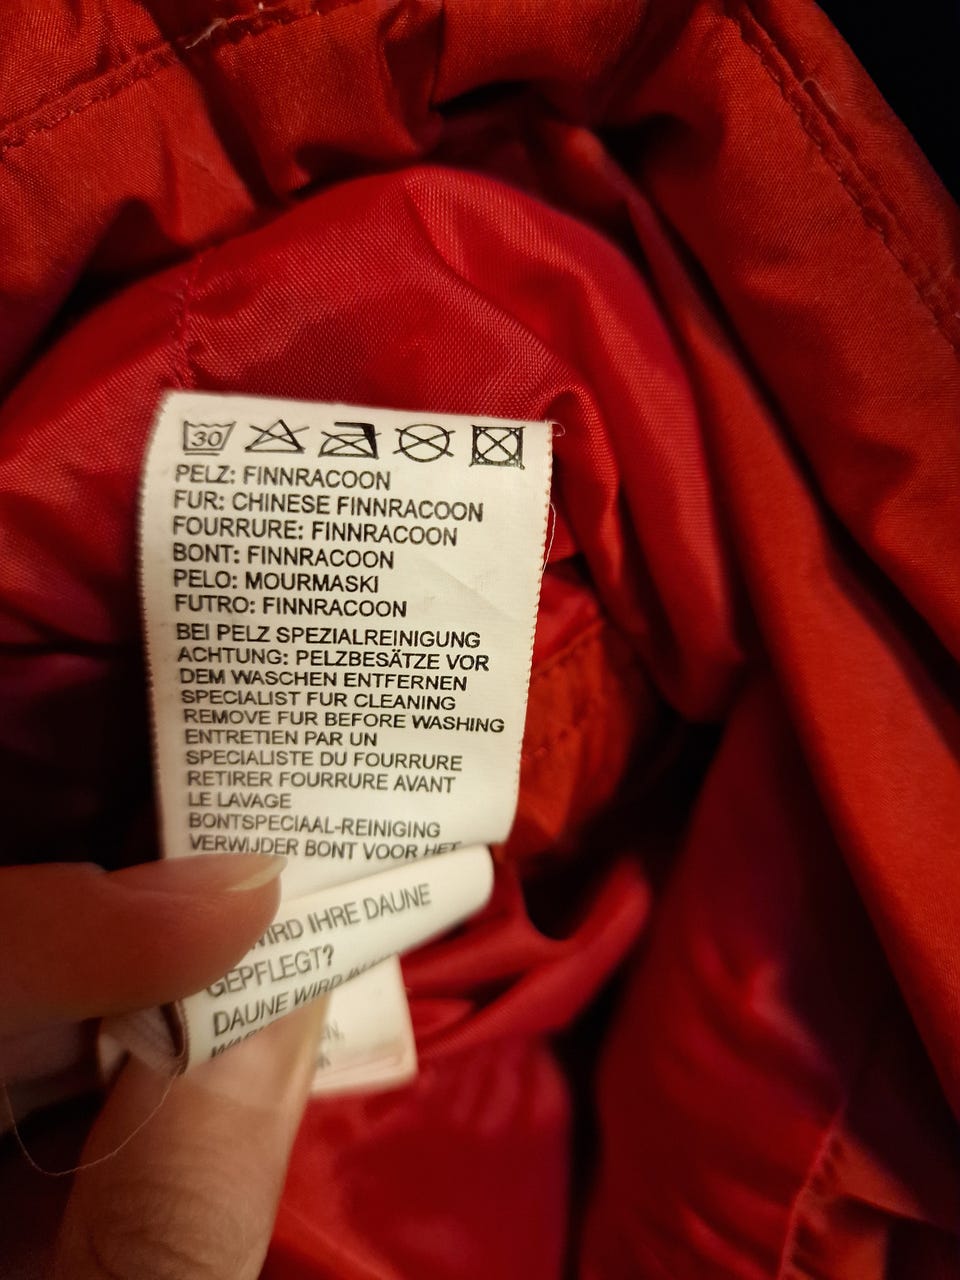 30
PELZ: FINNRACOON
FUR: CHINESE FINNRACOON
FOURRURE: FINNRACOON
BONT: FINNRACOON
PELO: MOURMASKI
FUTRO: FINNRACOON
BEI PELZ SPEZIALREINIGUNG
ACHTUNG: PELZBESÄTZE VOR
DEM WASCHEN ENTFERNEN
SPECIALIST FUR CLEANING
REMOVE FUR BEFORE WASHING
ENTRETIEN PAR UN
SPECIALISTE DU FOURRURE
RETIRER FOURRURE AVANT
LE LAVAGE
BONTSPECIAAL-REINIGING
VERWIJDER BONT VOOR HET
IHRE DAUNE
GEPFLEGT?
DAUNE WIRD